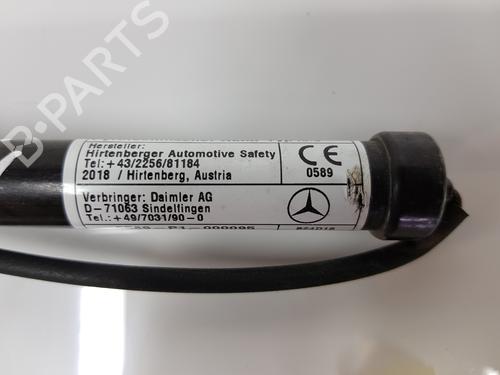 Hersteller:
Hirtenberger Automotive Safety
Tel:+43/2256/81184
2018 / Hirtenberg, Austria
CE
0589
Verbringer: Daimler AG
D-71063 Sindelfingen
Tel.:+49/7031/90-0
B-PARTS